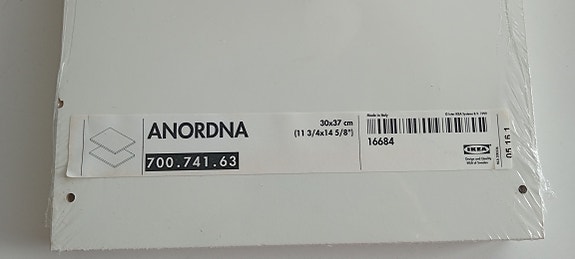 ANORDNA
700.741.63
30x37 cm
(11 3/4x14 5/8")
Made in Italy
© Inter IKEA Systems B.V. 1999
16684
IKEA
Design and Quality
IKEA of Sweden
05 16 1